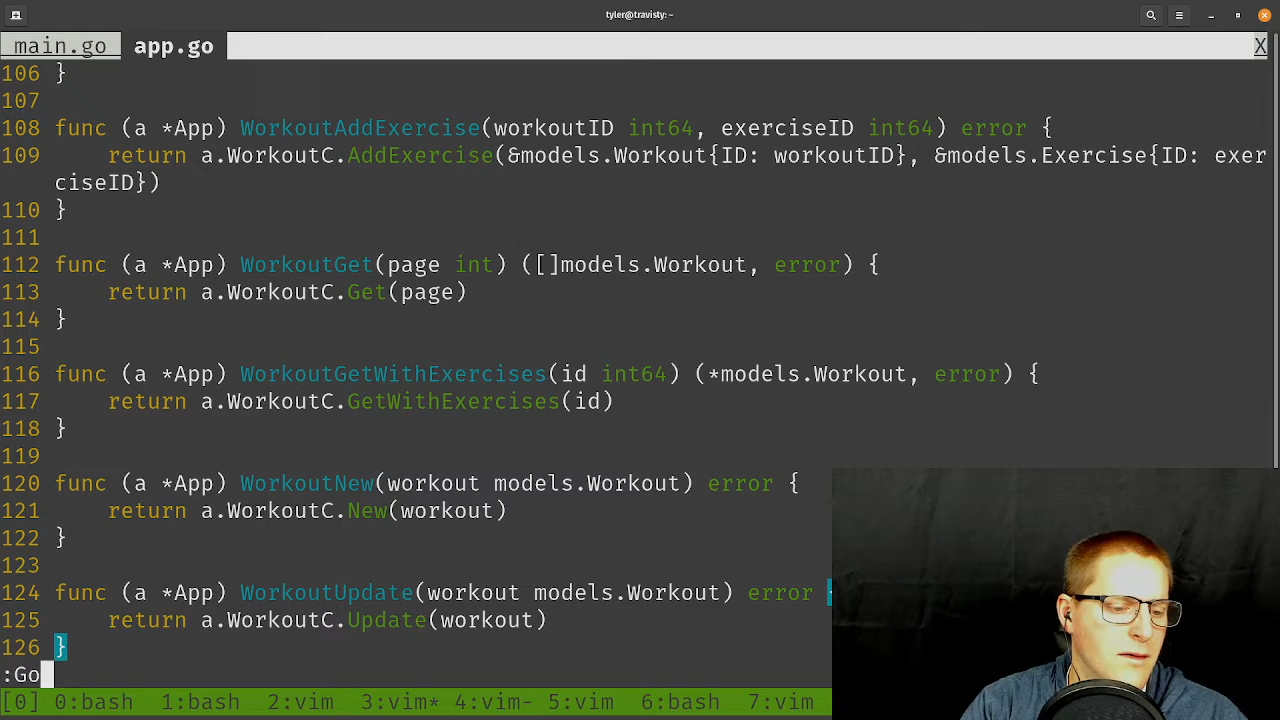 tyler@travisty: ~
main.go app.go X
106 }
107
108 func (a *App) WorkoutAddExercise(workoutID int64, exerciseID int64) error {
109 return a.WorkoutC.AddExercise(&models.Workout{ID: workoutID}, &models.Exercise{ID: exer
ciseID})
110 }
111
112 func (a *App) WorkoutGet(page int) ([]models.Workout, error) {
113 return a.WorkoutC.Get(page)
114 }
115
116 func (a *App) WorkoutGetWithExercises(id int64) (*models.Workout, error) {
117 return a.WorkoutC.GetWithExercises(id)
118 }
119
120 func (a *App) WorkoutNew(workout models.Workout) error {
121 return a.WorkoutC.New(workout)
122 }
123
124 func (a *App) WorkoutUpdate(workout models.Workout) error {
125 return a.WorkoutC.Update(workout)
126 }
:Go
[0] 0:bash 1:bash 2:vim 3:vim* 4:vim- 5:vim 6:bash 7:vim